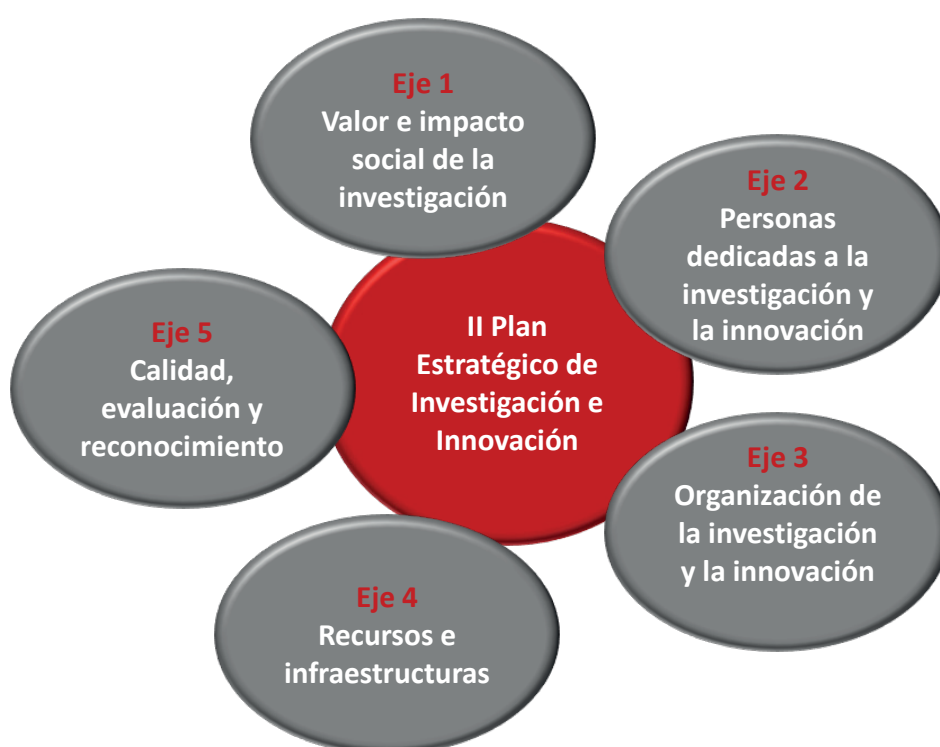 Eje 1
Valor e impacto
social de la
investigación
Eje 2
Personas
dedicadas a la
investigación y
la innovación
II Plan
Estratégico de
Investigación e
Innovación
Eje 5
Calidad,
evaluación y
reconocimiento
Eje 3
Organización de
la investigación
y la innovación
Eje 4
Recursos e
infraestructuras